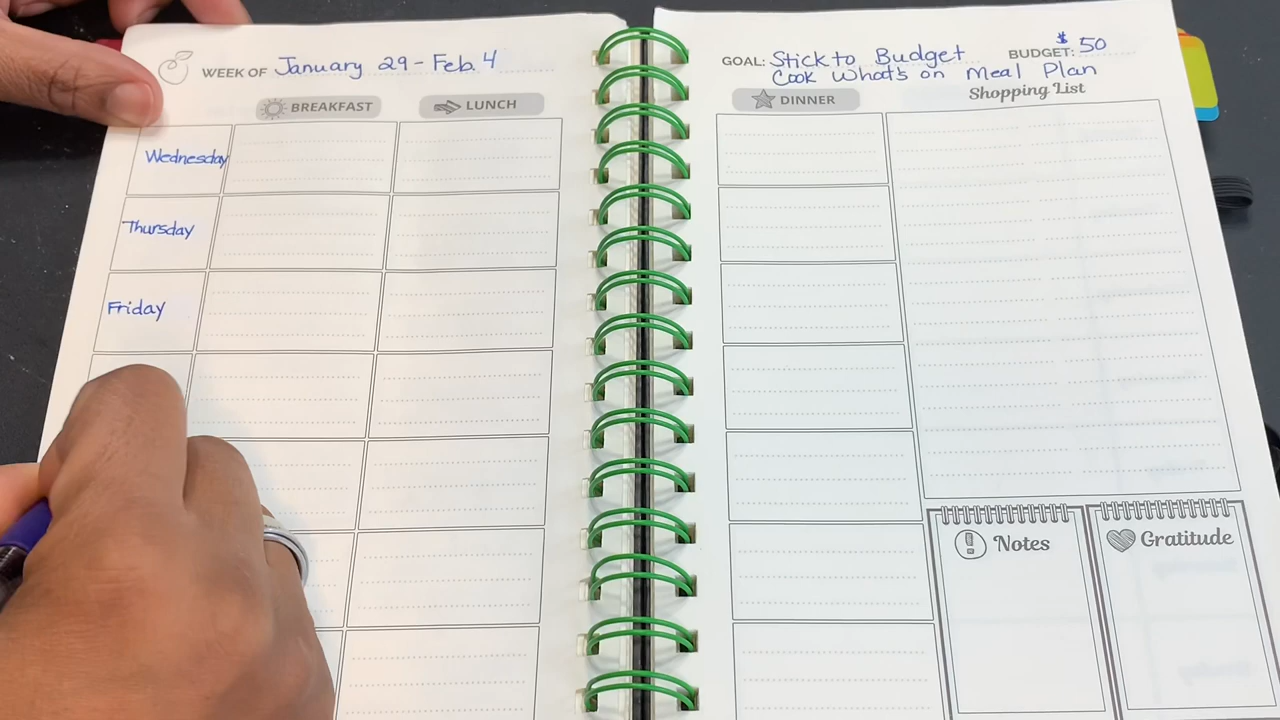 WEEK OF January 29 - Feb. 4
BREAKFAST LUNCH
Wednesday
Thursday
Friday
GOAL: Stick to Budget BUDGET: $50
Cook What's on Meal Plan
DINNER Shopping List
Notes
Gratitude